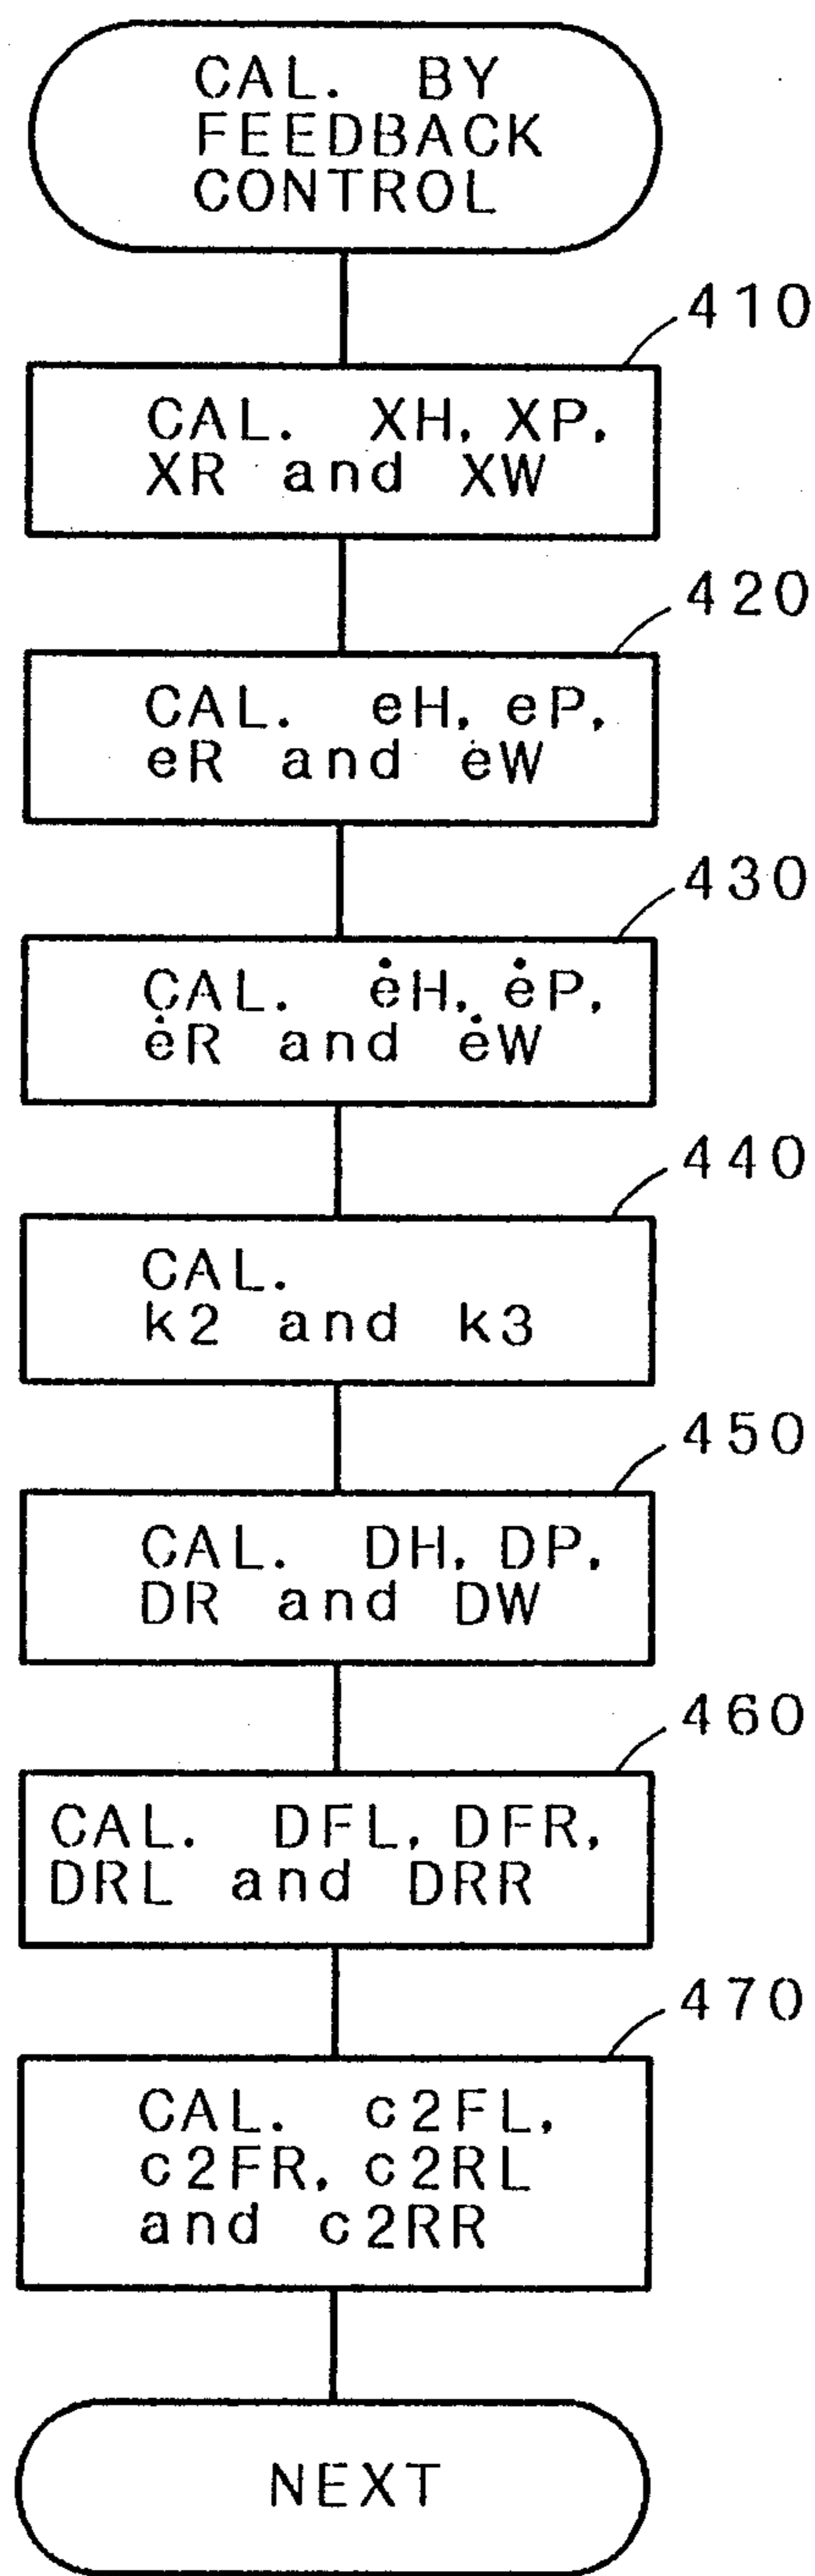 CAL. BY
FEEDBACK
CONTROL
410
CAL. XH, XP,
XR and XW
420
CAL. eH, eP,
eR and eW
430
CAL. ėH, ėP,
ėR and ėW
440
CAL.
k2 and k3
450
CAL. DH, DP,
DR and DW
460
CAL. DFL, DFR,
DRL and DRR
470
CAL. c2FL,
c2FR, c2RL
and c2RR
NEXT